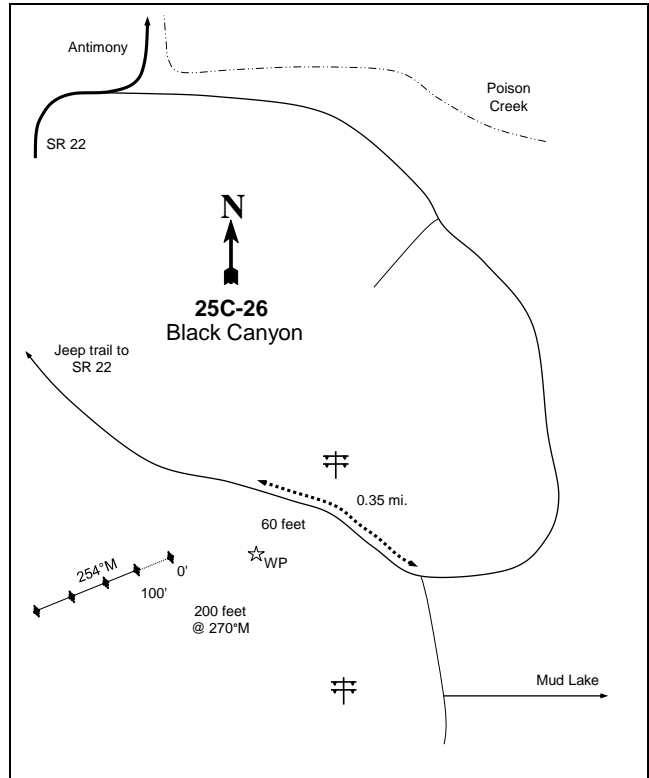 Antimony
Poison
Creek
SR 22
N
25C-26
Black Canyon
Jeep trail to
SR 22
0.35 mi.
60 feet
WP
254°M
0'
100'
200 feet
@ 270°M
Mud Lake